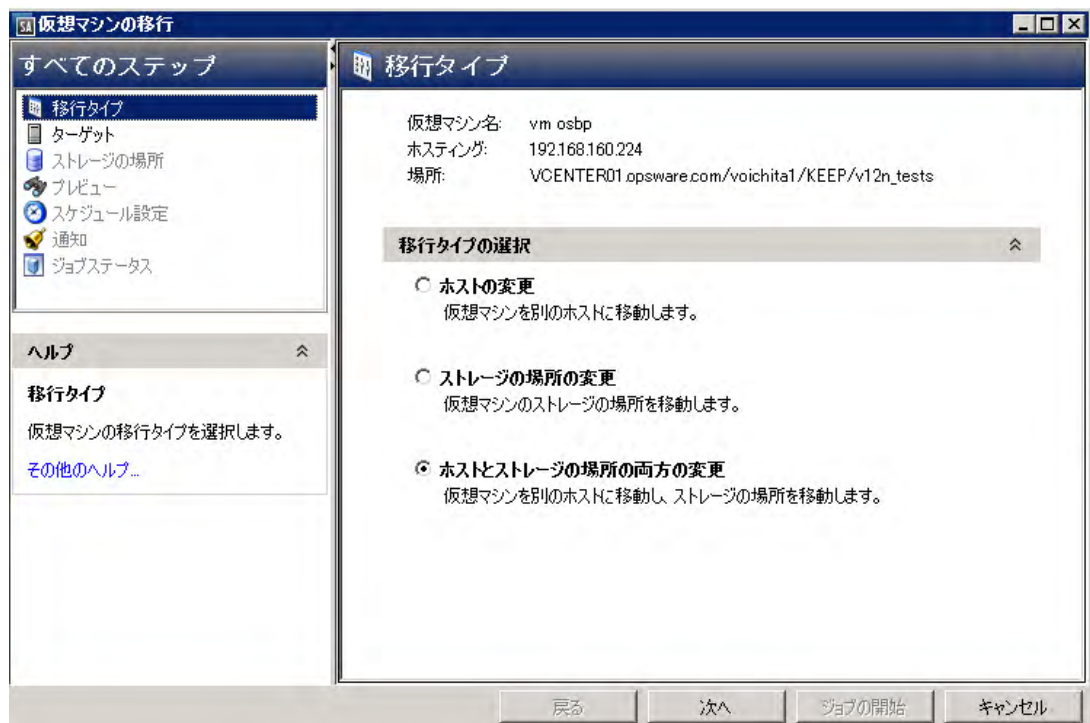 SA 仮想マシンの移行
すべてのステップ
移行タイプ
ターゲット
ストレージの場所
プレビュー
スケジュール設定
通知
ジョブステータス
ヘルプ
移行タイプ
仮想マシンの移行タイプを選択します。
その他のヘルプ...
移行タイプ
仮想マシン名: vm osbp
ホスティング: 192.168.160.224
場所: VCENTER01.opsware.com/voichita1/KEEP/v12n_tests
移行タイプの選択
ホストの変更
仮想マシンを別のホストに移動します。
ストレージの場所の変更
仮想マシンのストレージの場所を移動します。
ホストとストレージの場所の両方の変更
仮想マシンを別のホストに移動し、ストレージの場所を移動します。
戻る 次へ ジョブの開始 キャンセル